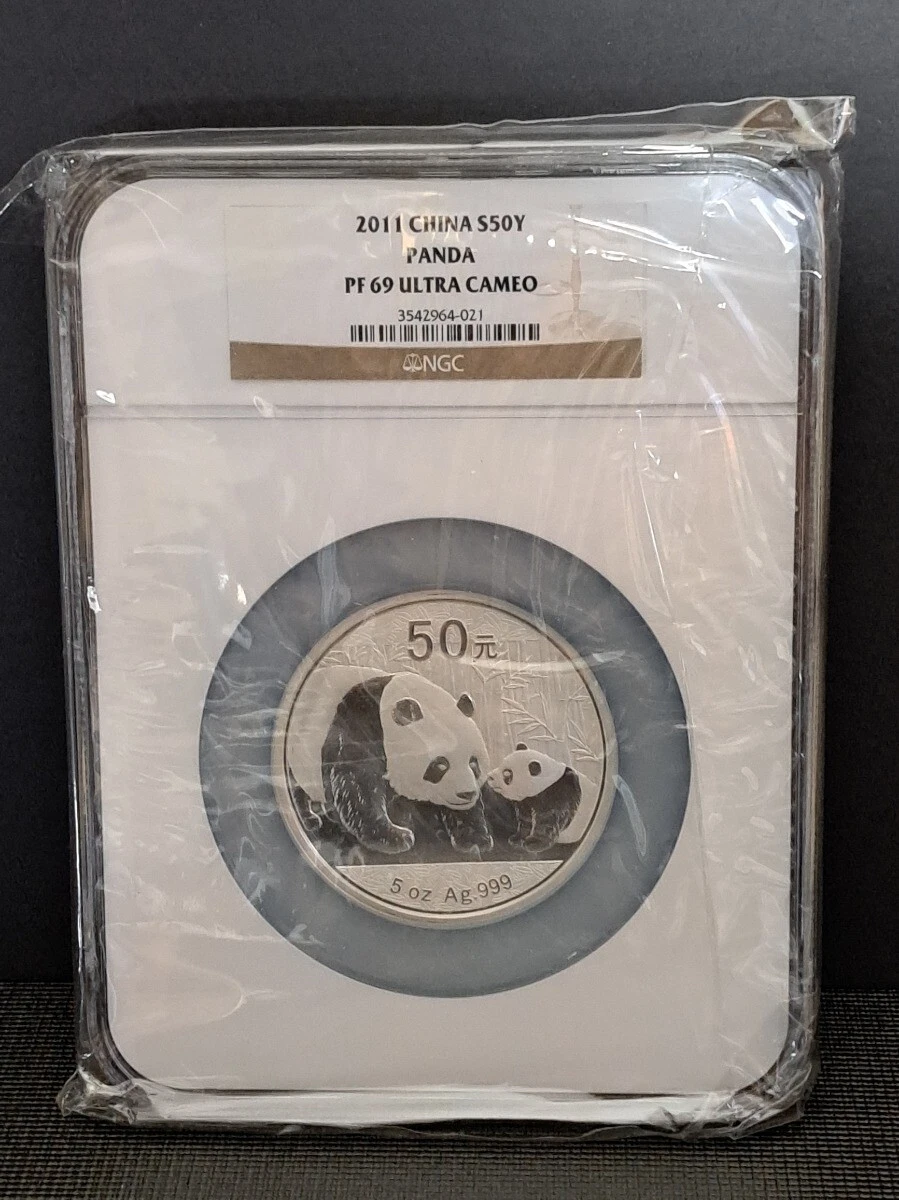 2011 CHINA S50Y
PANDA
PF 69 ULTRA CAMEO
3542964-021
NGC
50元
5 oz Ag.999